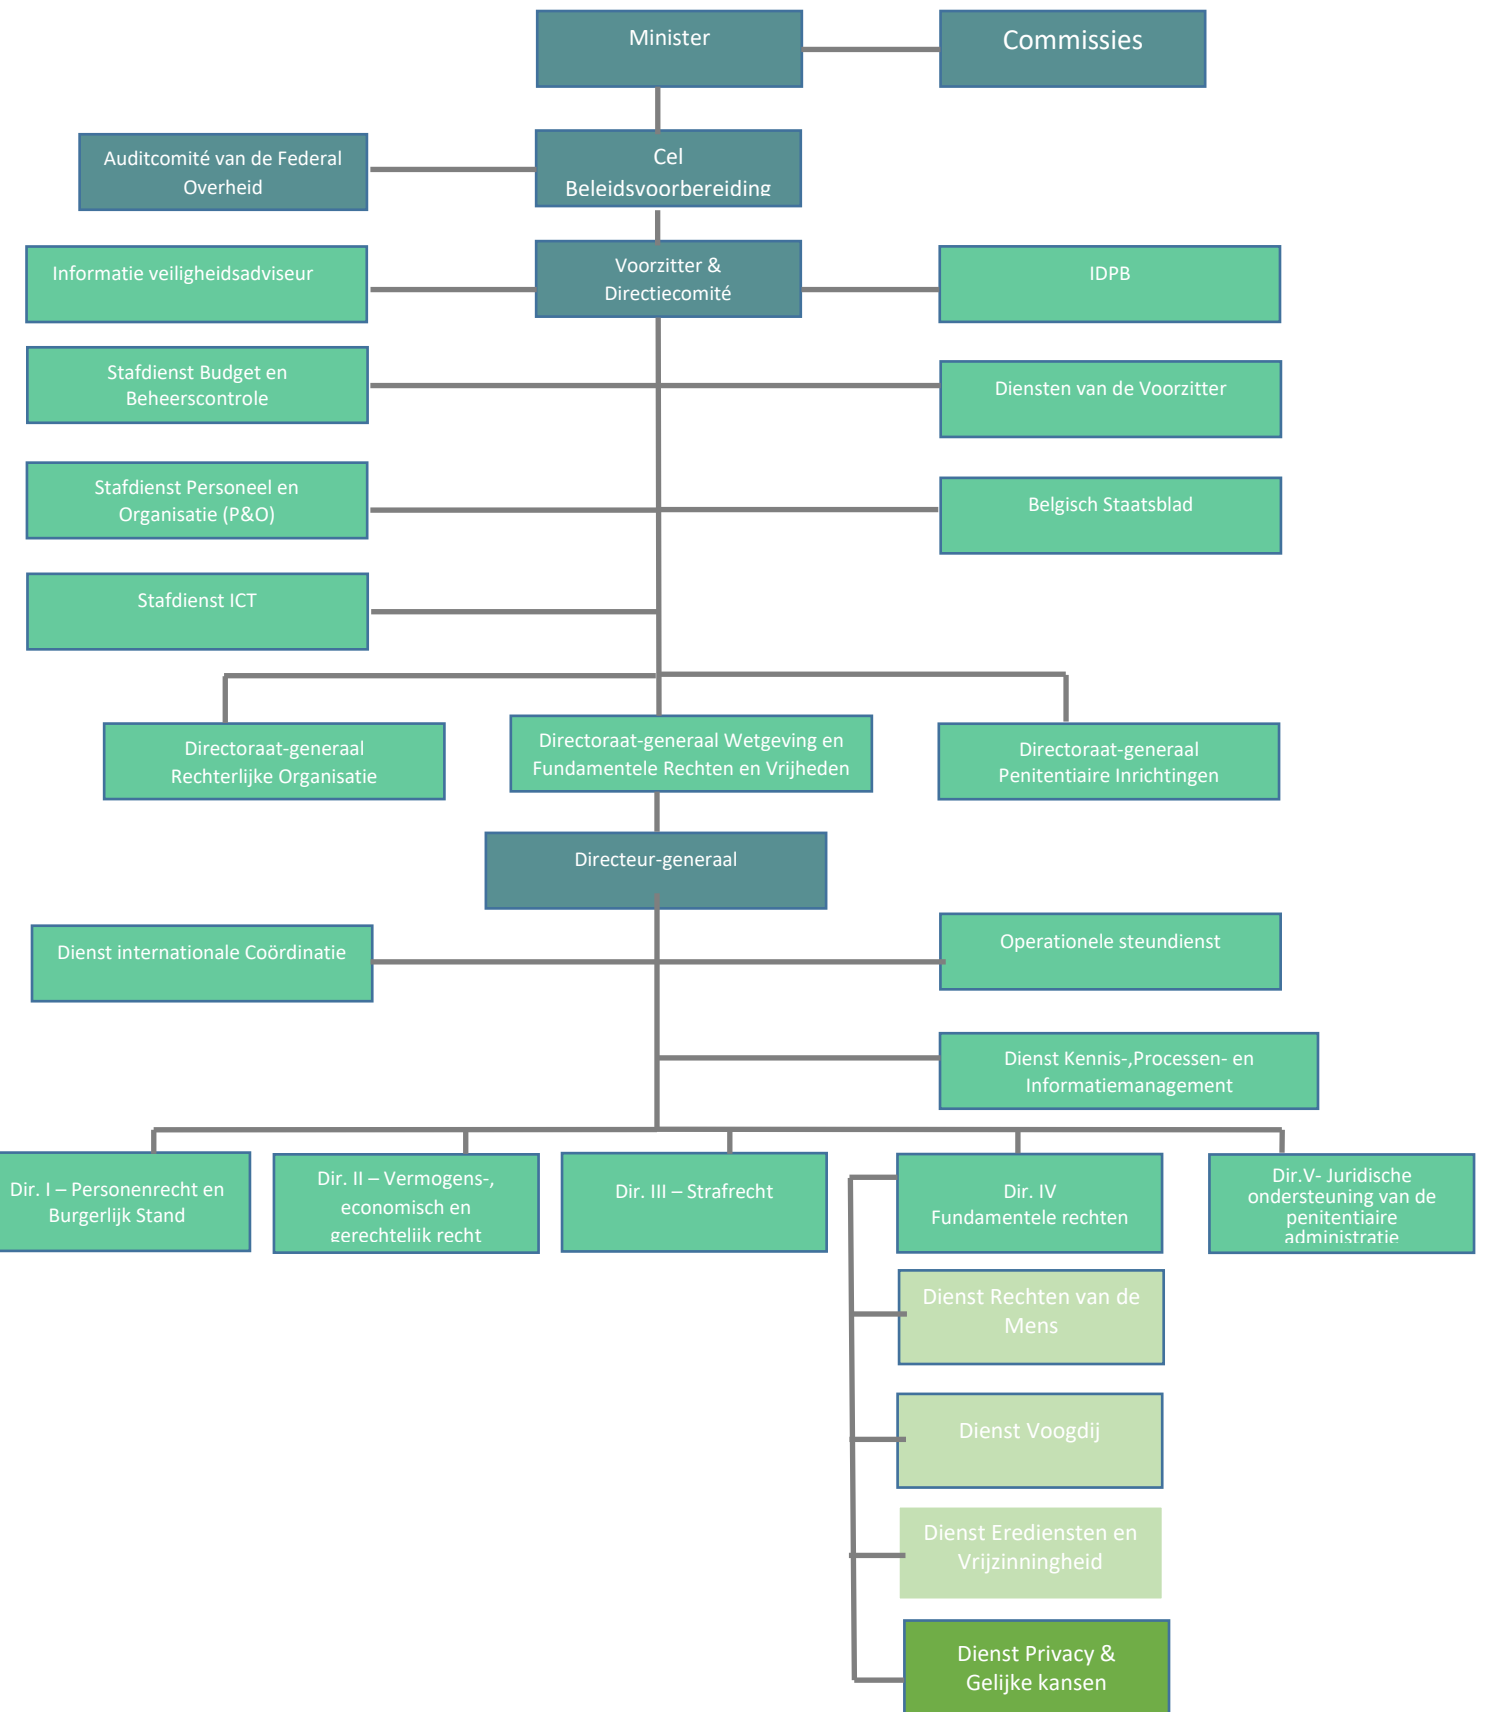 Minister
Commissies
Auditcomité van de Federal
Overheid
Cel
Beleidsvoorbereiding
Informatie veiligheidsadviseur
Voorzitter &
Directiecomité
IDPB
Stafdienst Budget en
Beheerscontrole
Diensten van de Voorzitter
Stafdienst Personeel en
Organisatie (P&O)
Belgisch Staatsblad
Stafdienst ICT
Directoraat-generaal
Rechterlijke Organisatie
Directoraat-generaal Wetgeving en
Fundamentele Rechten en Vrijheden
Directoraat-generaal
Penitentiaire Inrichtingen
Directeur-generaal
Dienst internationale Coördinatie
Operationele steundienst
Dienst Kennis-,Processen- en
Informatiemanagement
Dir. I – Personenrecht en
Burgerlijk Stand
Dir. II – Vermogens-,
economisch en
gerechtelijk recht
Dir. III – Strafrecht
Dir. IV
Fundamentele rechten
Dir.V- Juridische
ondersteuning van de
penitentiaire
administratie
Dienst Rechten van de
Mens
Dienst Voogdij
Dienst Erediensten en
Vrijzinningheid
Dienst Privacy &
Gelijke kansen